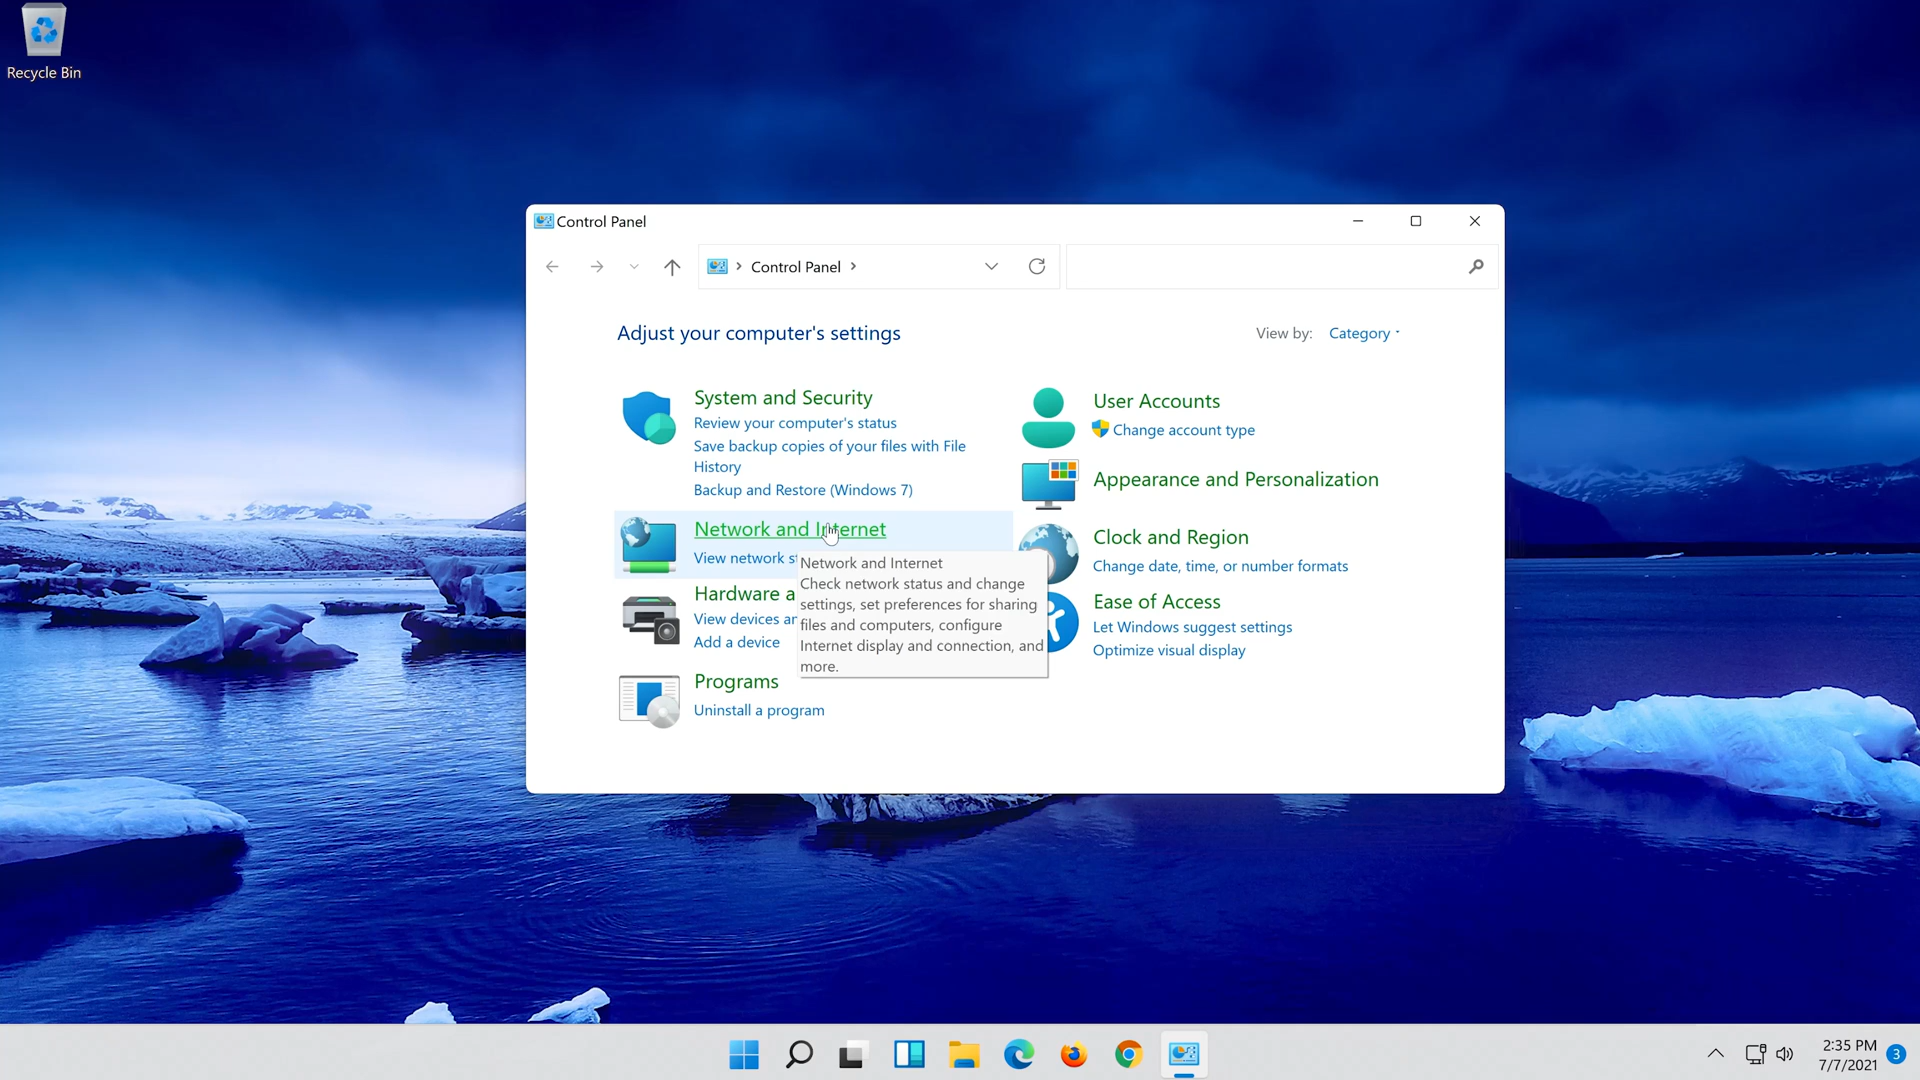 Recycle Bin
Control Panel
Control Panel
Adjust your computer's settings
View by: Category
System and Security
Review your computer's status
Save backup copies of your files with File
History
Backup and Restore (Windows 7)
Network and Internet
View network
Network and Internet
Check network status and change
settings, set preferences for sharing
files and computers, configure
Internet display and connection, and
more.
Hardware a
View devices
Add a device
Programs
Uninstall a program
User Accounts
Change account type
Appearance and Personalization
Clock and Region
Change date, time, or number formats
Ease of Access
Let Windows suggest settings
Optimize visual display
2:35 PM
7/7/2021
3